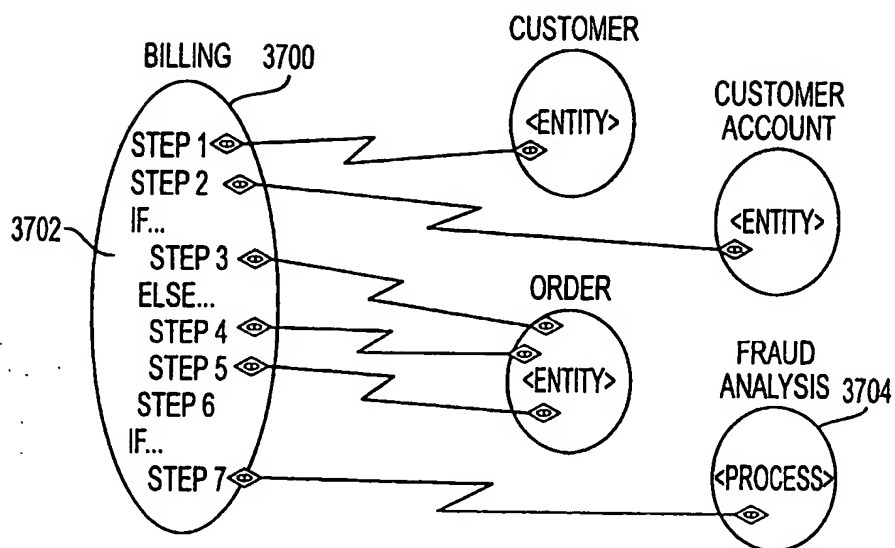 BILLING 3700
STEP 1
STEP 2
IF...
3702
STEP 3
ELSE...
STEP 4
STEP 5
STEP 6
IF...
STEP 7
CUSTOMER
<ENTITY>
CUSTOMER
ACCOUNT
<ENTITY>
ORDER
<ENTITY>
FRAUD
ANALYSIS 3704
<PROCESS>